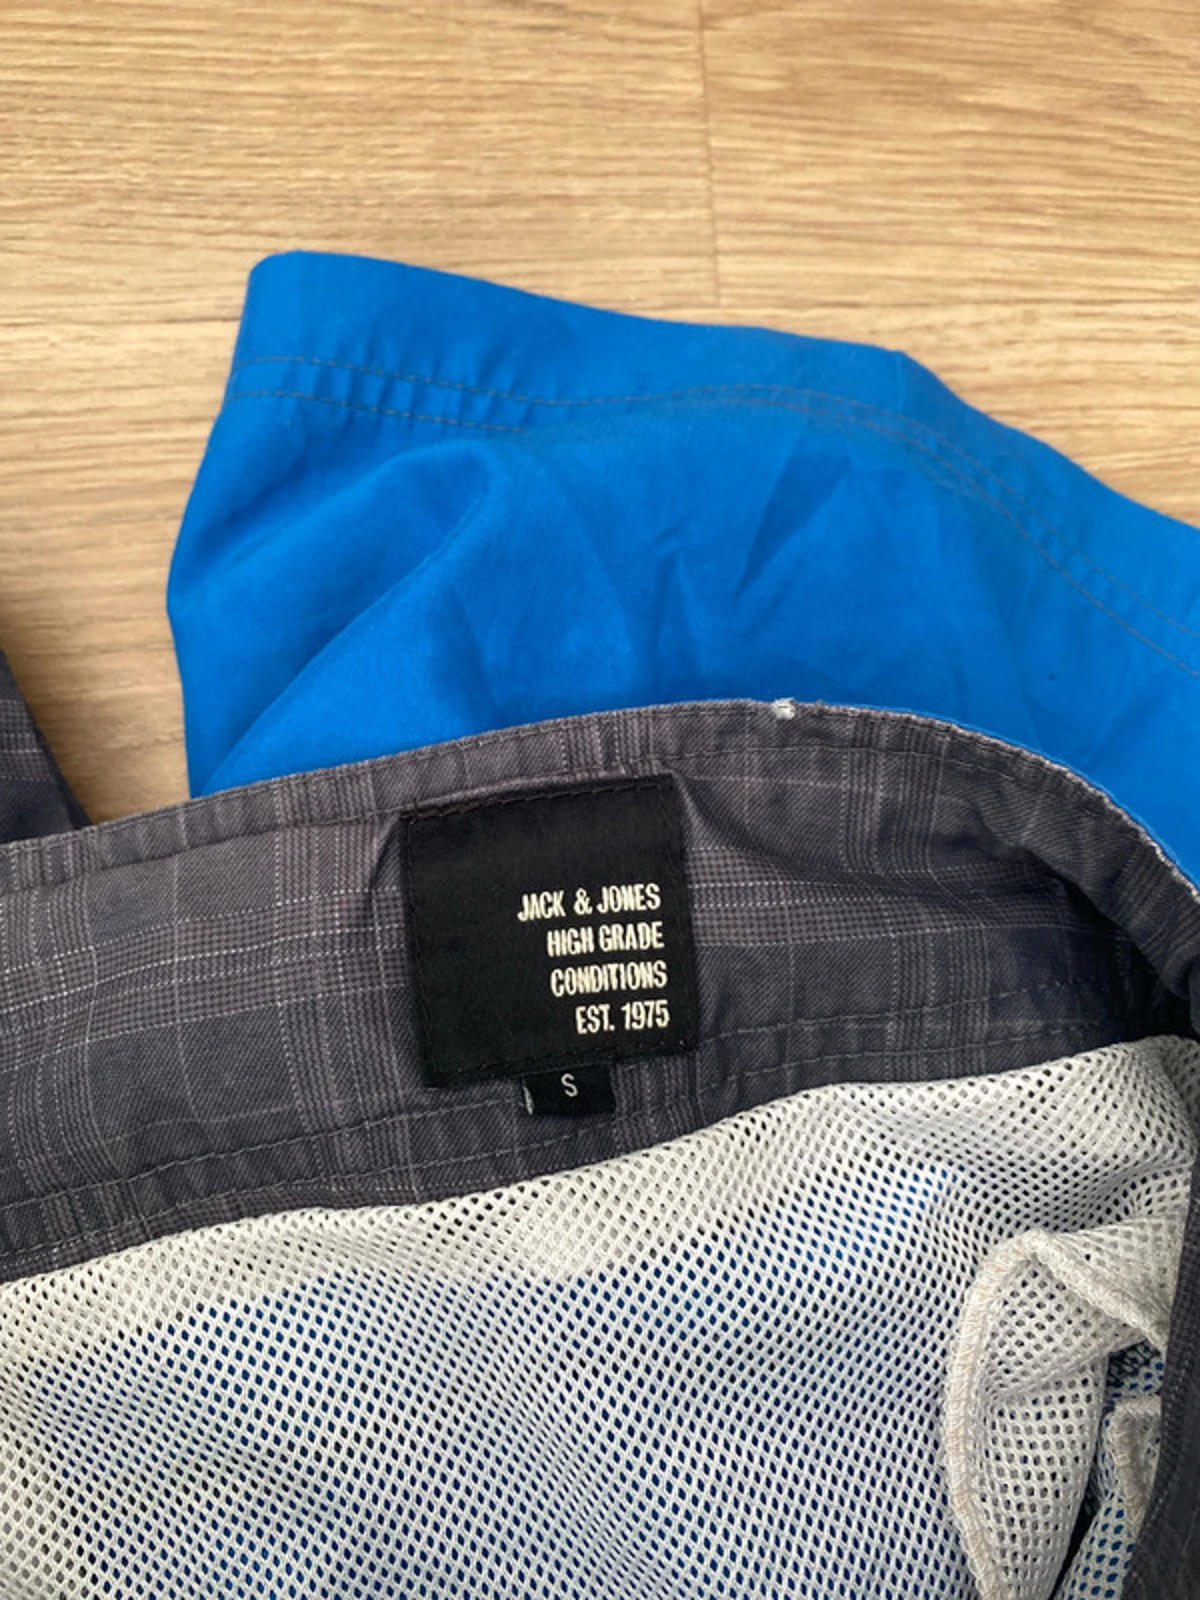 JACK & JONES
HIGH GRADE
CONDITIONS
EST. 1975
S